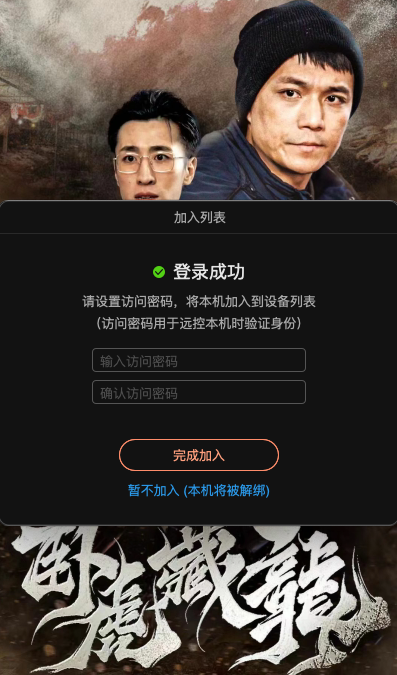 加入列表
登录成功
请设置访问密码，将本机加入到设备列表
（访问密码用于远控本机时验证身份）
输入访问密码
确认访问密码
完成加入
暂不加入 (本机将被解绑)
卧虎藏龍